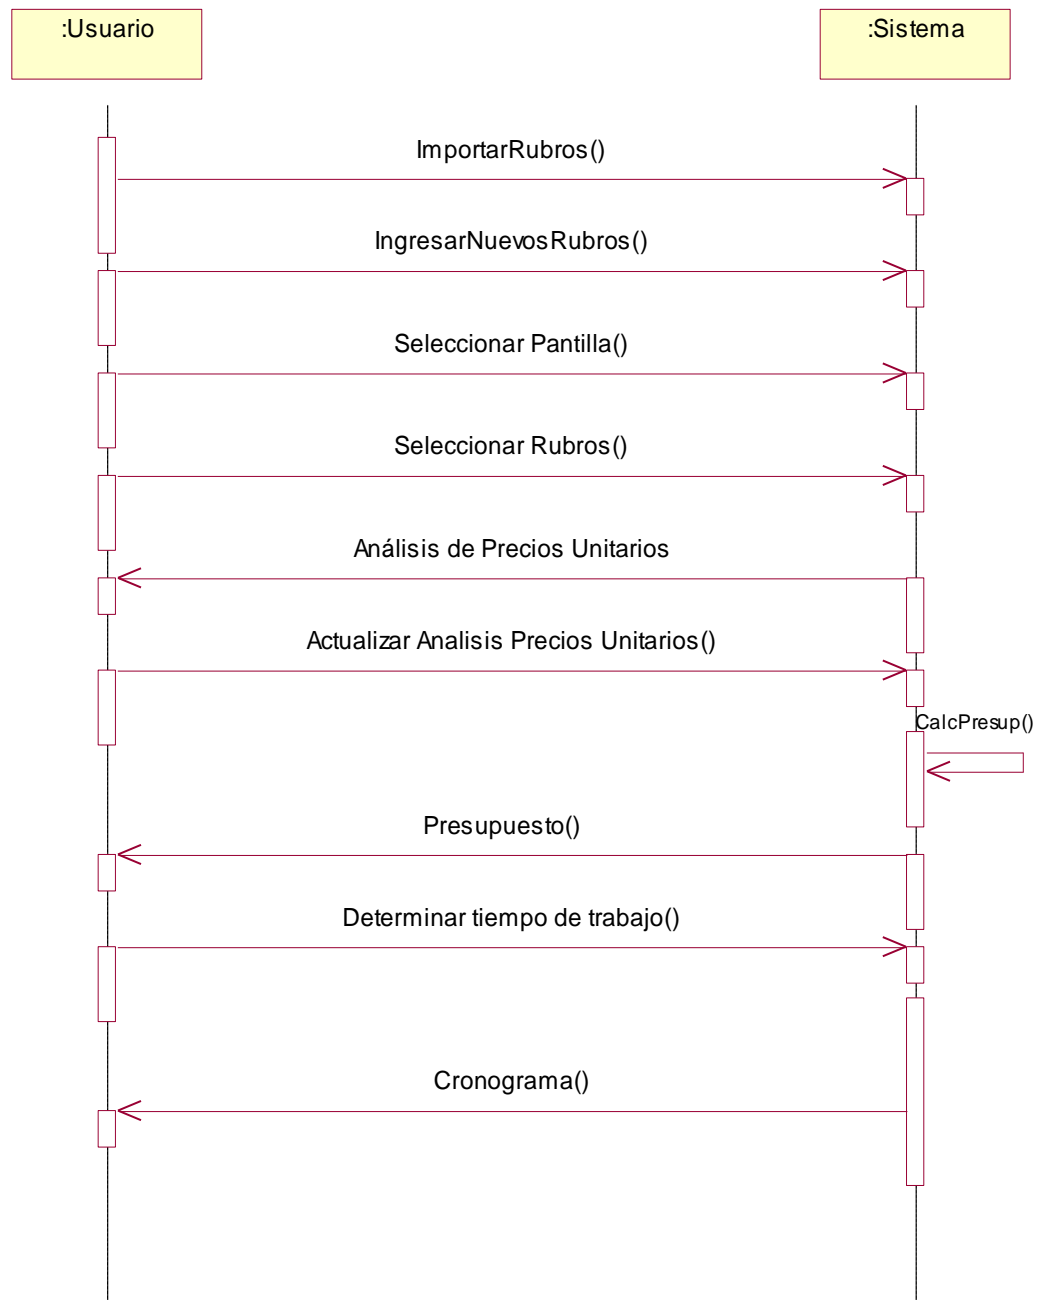 :Usuario
:Sistema
ImportarRubros()
IngresarNuevosRubros()
Seleccionar Pantilla()
Seleccionar Rubros()
Análisis de Precios Unitarios
Actualizar Analisis Precios Unitarios()
CalcPresup()
Presupuesto()
Determinar tiempo de trabajo()
Cronograma()